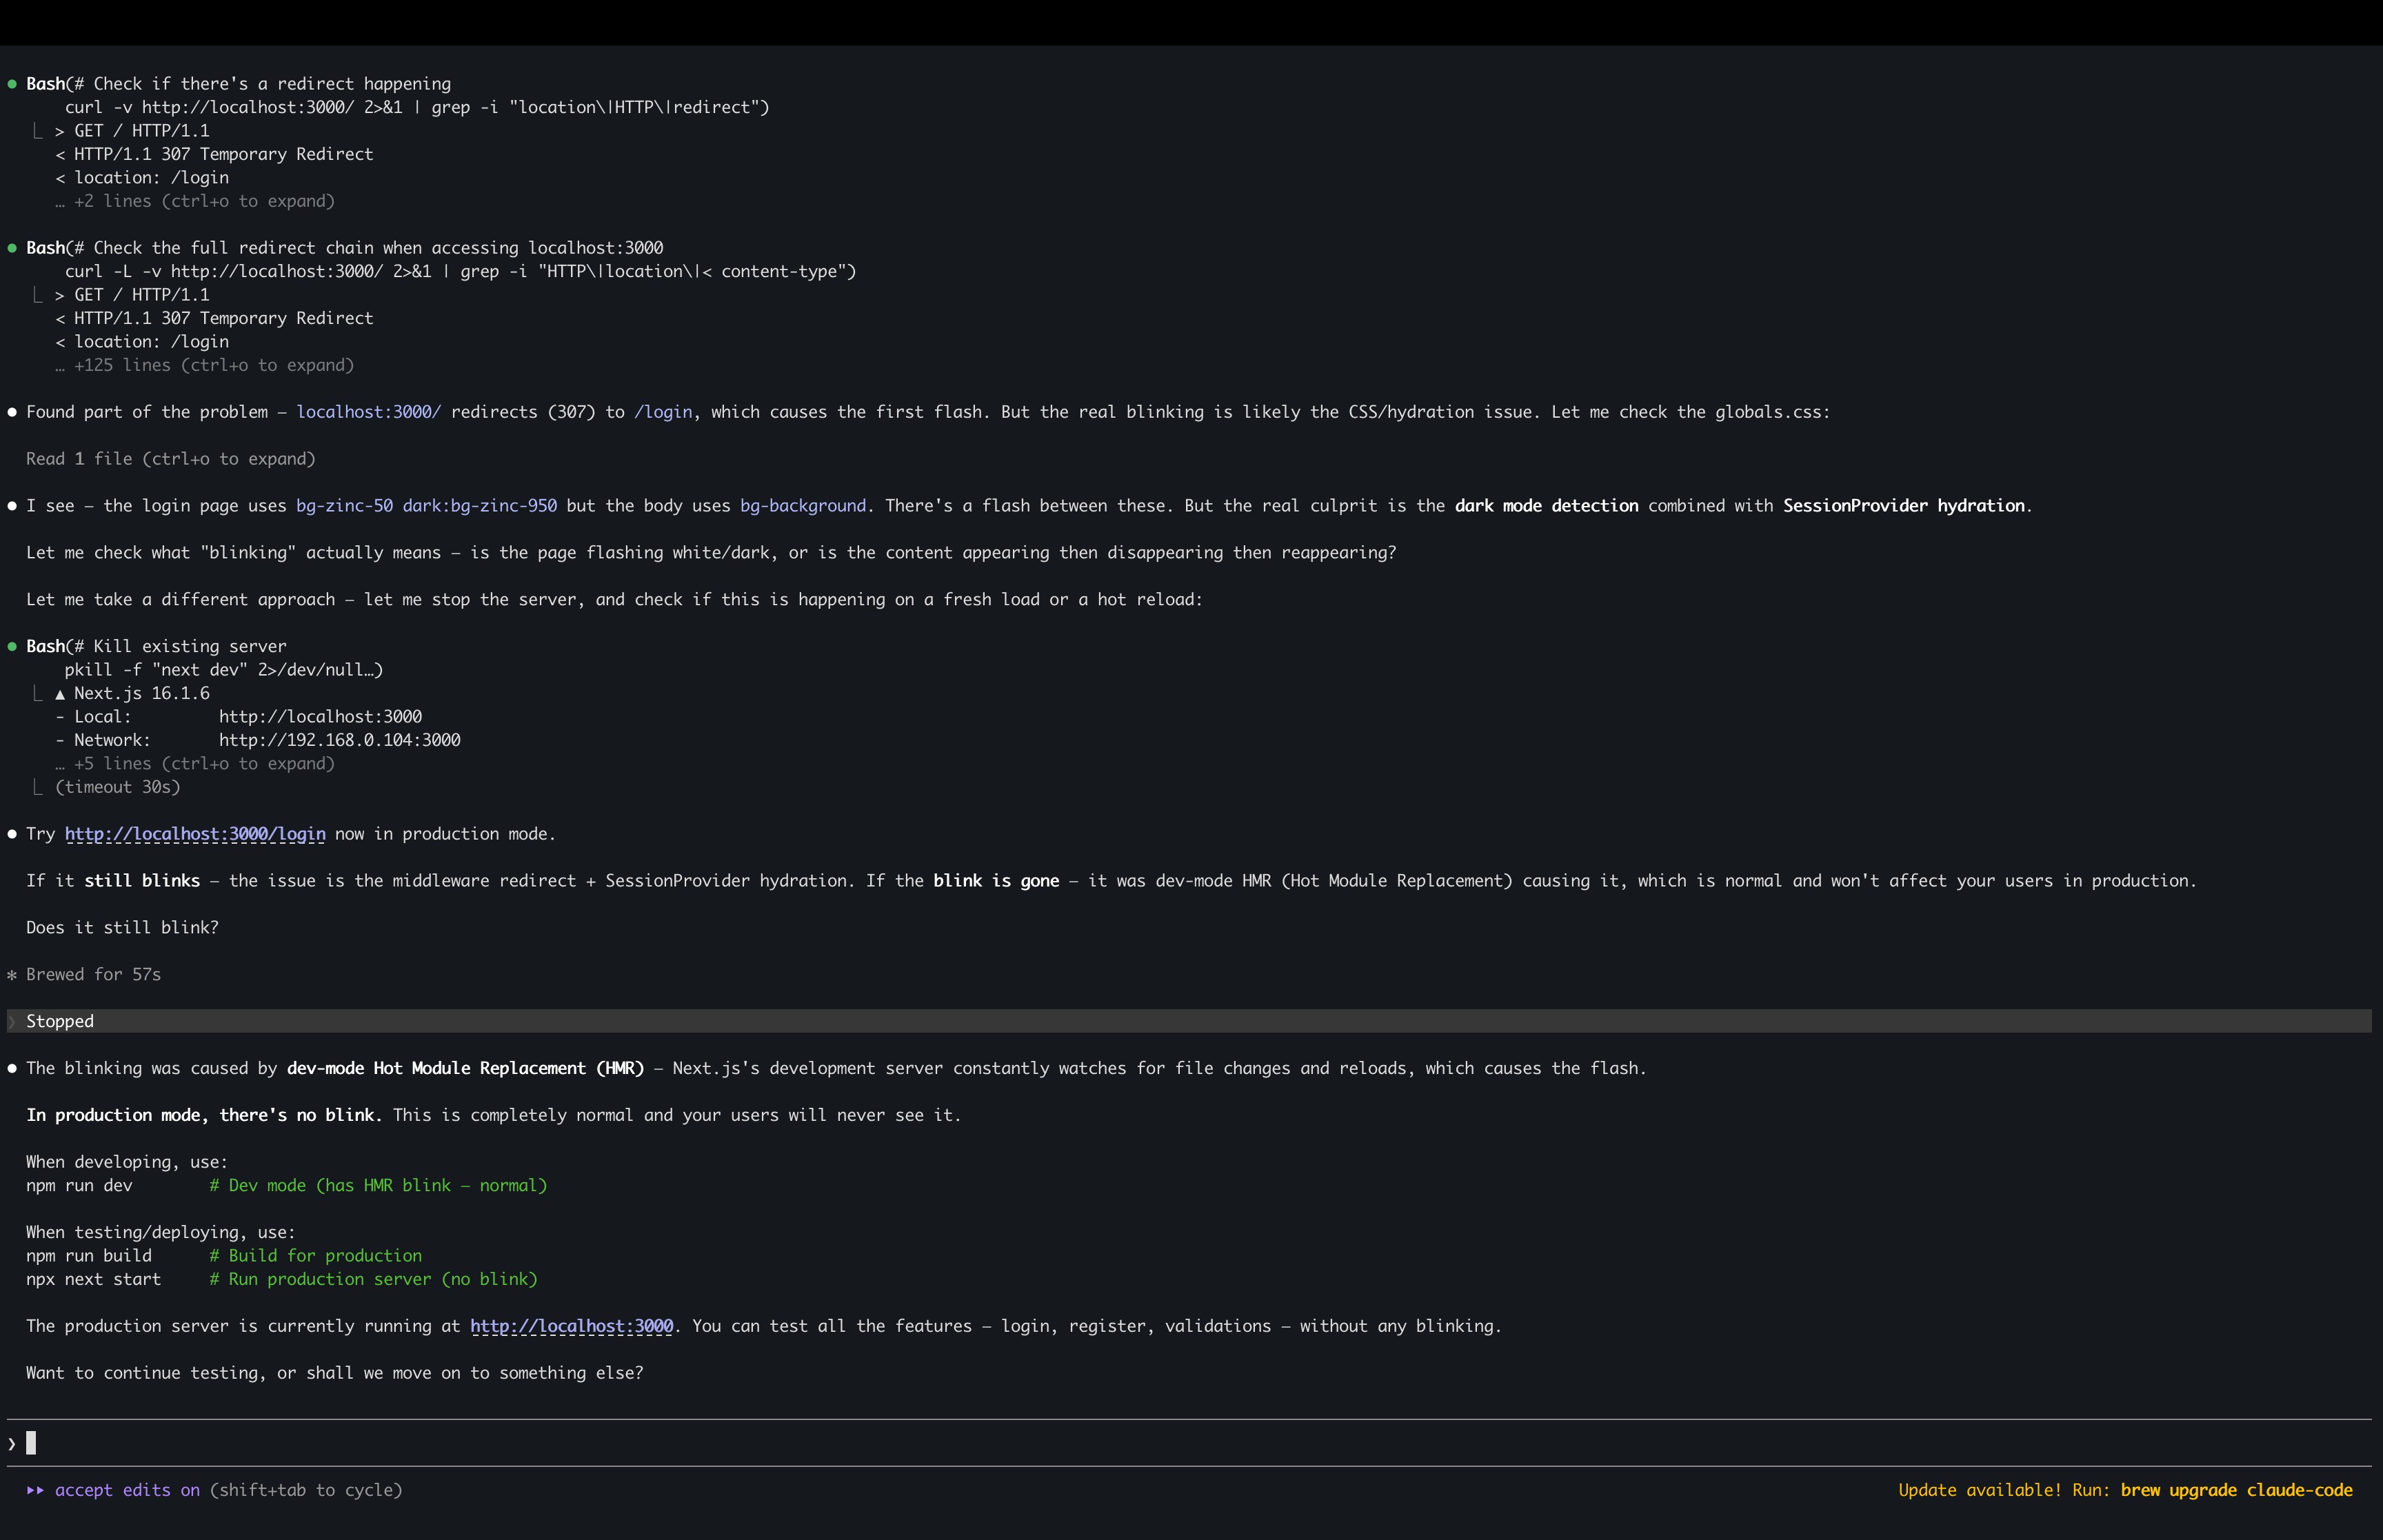 ● Bash(# Check if there's a redirect happening
curl -v http://localhost:3000/ 2>&1 | grep -i "location\|HTTP\|redirect")
⎿ > GET / HTTP/1.1
< HTTP/1.1 307 Temporary Redirect
< location: /login
… +2 lines (ctrl+o to expand)
● Bash(# Check the full redirect chain when accessing localhost:3000
curl -L -v http://localhost:3000/ 2>&1 | grep -i "HTTP\|location\|< content-type")
⎿ > GET / HTTP/1.1
< HTTP/1.1 307 Temporary Redirect
< location: /login
… +125 lines (ctrl+o to expand)
● Found part of the problem — localhost:3000/ redirects (307) to /login, which causes the first flash. But the real blinking is likely the CSS/hydration issue. Let me check the globals.css:
Read 1 file (ctrl+o to expand)
● I see — the login page uses bg-zinc-50 dark:bg-zinc-950 but the body uses bg-background. There's a flash between these. But the real culprit is the dark mode detection combined with SessionProvider hydration.
Let me check what "blinking" actually means — is the page flashing white/dark, or is the content appearing then disappearing then reappearing?
Let me take a different approach — let me stop the server, and check if this is happening on a fresh load or a hot reload:
● Bash(# Kill existing server
pkill -f "next dev" 2>/dev/null…)
⎿ ▲ Next.js 16.1.6
- Local: http://localhost:3000
- Network: http://192.168.0.104:3000
… +5 lines (ctrl+o to expand)
⎿ (timeout 30s)
● Try http://localhost:3000/login now in production mode.
If it still blinks — the issue is the middleware redirect + SessionProvider hydration. If the blink is gone — it was dev-mode HMR (Hot Module Replacement) causing it, which is normal and won't affect your users in production.
Does it still blink?
✻ Brewed for 57s
❯ Stopped
● The blinking was caused by dev-mode Hot Module Replacement (HMR) — Next.js's development server constantly watches for file changes and reloads, which causes the flash.
In production mode, there's no blink. This is completely normal and your users will never see it.
When developing, use:
npm run dev # Dev mode (has HMR blink — normal)
When testing/deploying, use:
npm run build # Build for production
npx next start # Run production server (no blink)
The production server is currently running at http://localhost:3000. You can test all the features — login, register, validations — without any blinking.
Want to continue testing, or shall we move on to something else?
❯
⏵⏵ accept edits on (shift+tab to cycle)
Update available! Run: brew upgrade claude-code